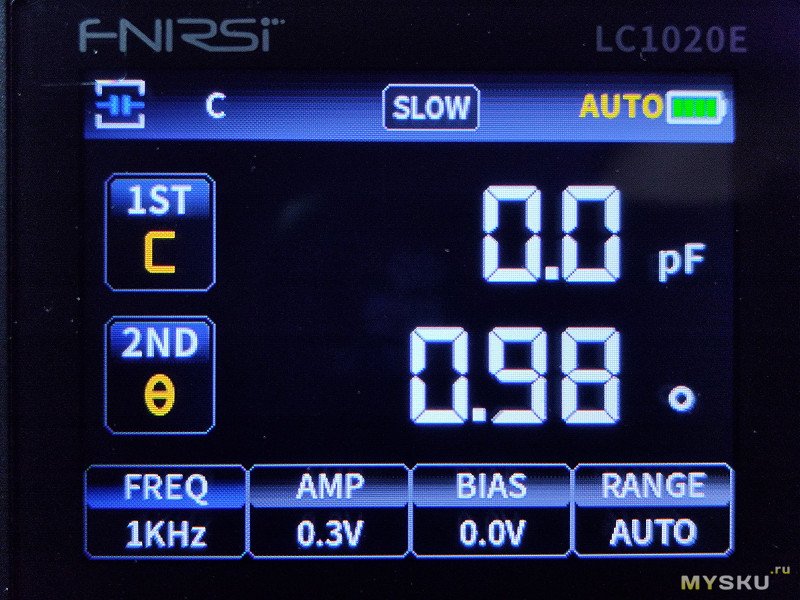 FNIRSI LC1020E
C SLOW AUTO
1ST
C 0.0 pF
2ND
θ 0.98 °
FREQ AMP BIAS RANGE
1KHz 0.3V 0.0V AUTO
MYSKU.ru